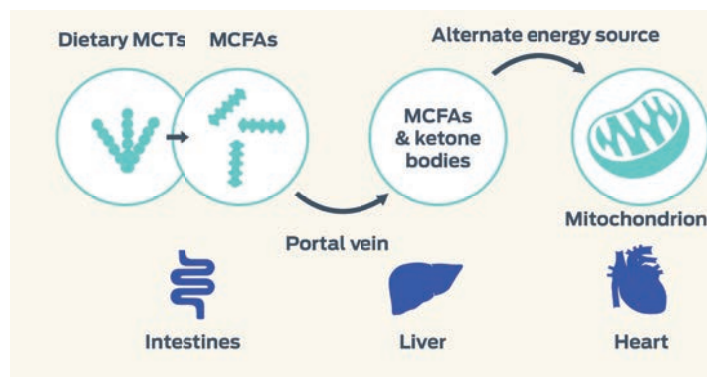 Dietary MCTs
MCFAs
Alternate energy source
MCFAs
& ketone
bodies
Mitochondrion
Portal vein
Intestines
Liver
Heart